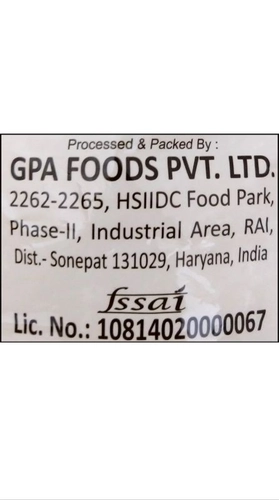 Processed & Packed By :
GPA FOODS PVT. LTD.
2262-2265, HSIIDC Food Park,
Phase-II, Industrial Area, RAI,
Dist.- Sonepat 131029, Haryana, India
fssai
Lic. No.: 10814020000067